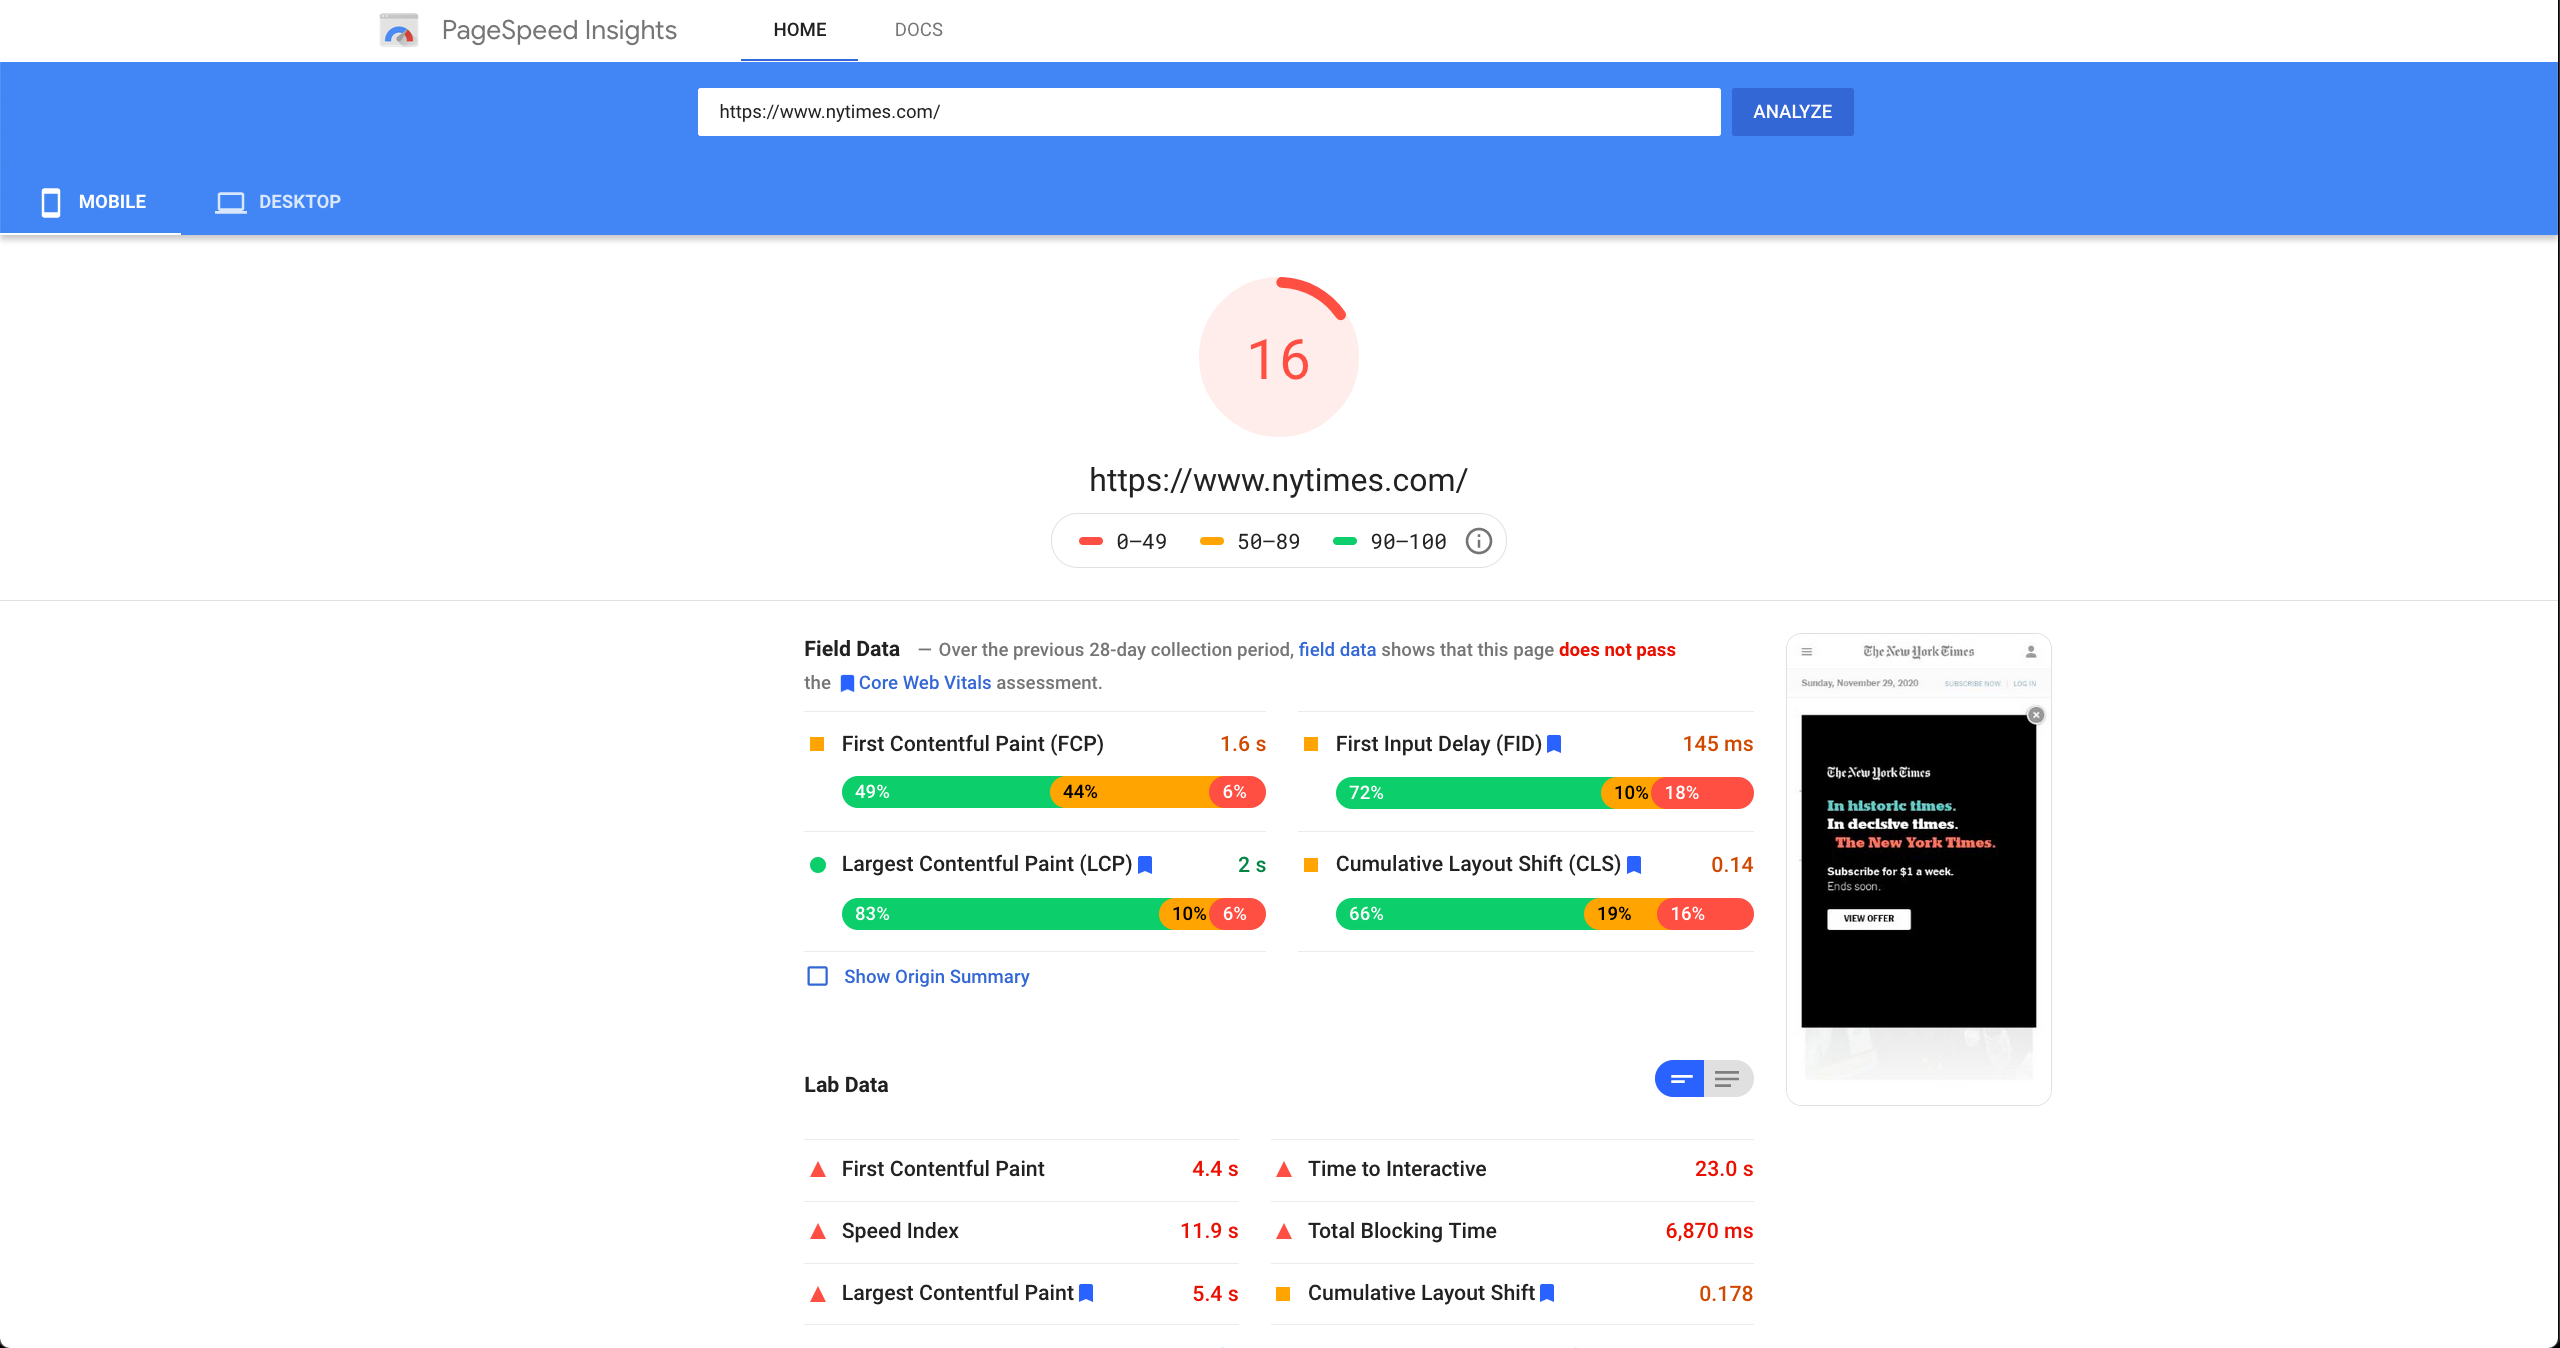 PageSpeed Insights
HOME
DOCS
https://www.nytimes.com/
ANALYZE
MOBILE
DESKTOP
16
https://www.nytimes.com/
0–49
50–89
90–100
Field Data — Over the previous 28-day collection period, field data shows that this page does not pass
the Core Web Vitals assessment.
First Contentful Paint (FCP) 1.6 s
49% 44% 6%
First Input Delay (FID) 145 ms
72% 10% 18%
Largest Contentful Paint (LCP) 2 s
83% 10% 6%
Cumulative Layout Shift (CLS) 0.14
66% 19% 16%
Show Origin Summary
The New York Times
Sunday, November 29, 2020 SUBSCRIBE NOW | LOG IN
The New York Times
In historic times.
In decisive times.
The New York Times.
Subscribe for $1 a week.
Ends soon.
VIEW OFFER
Lab Data
First Contentful Paint 4.4 s
Time to Interactive 23.0 s
Speed Index 11.9 s
Total Blocking Time 6,870 ms
Largest Contentful Paint 5.4 s
Cumulative Layout Shift 0.178